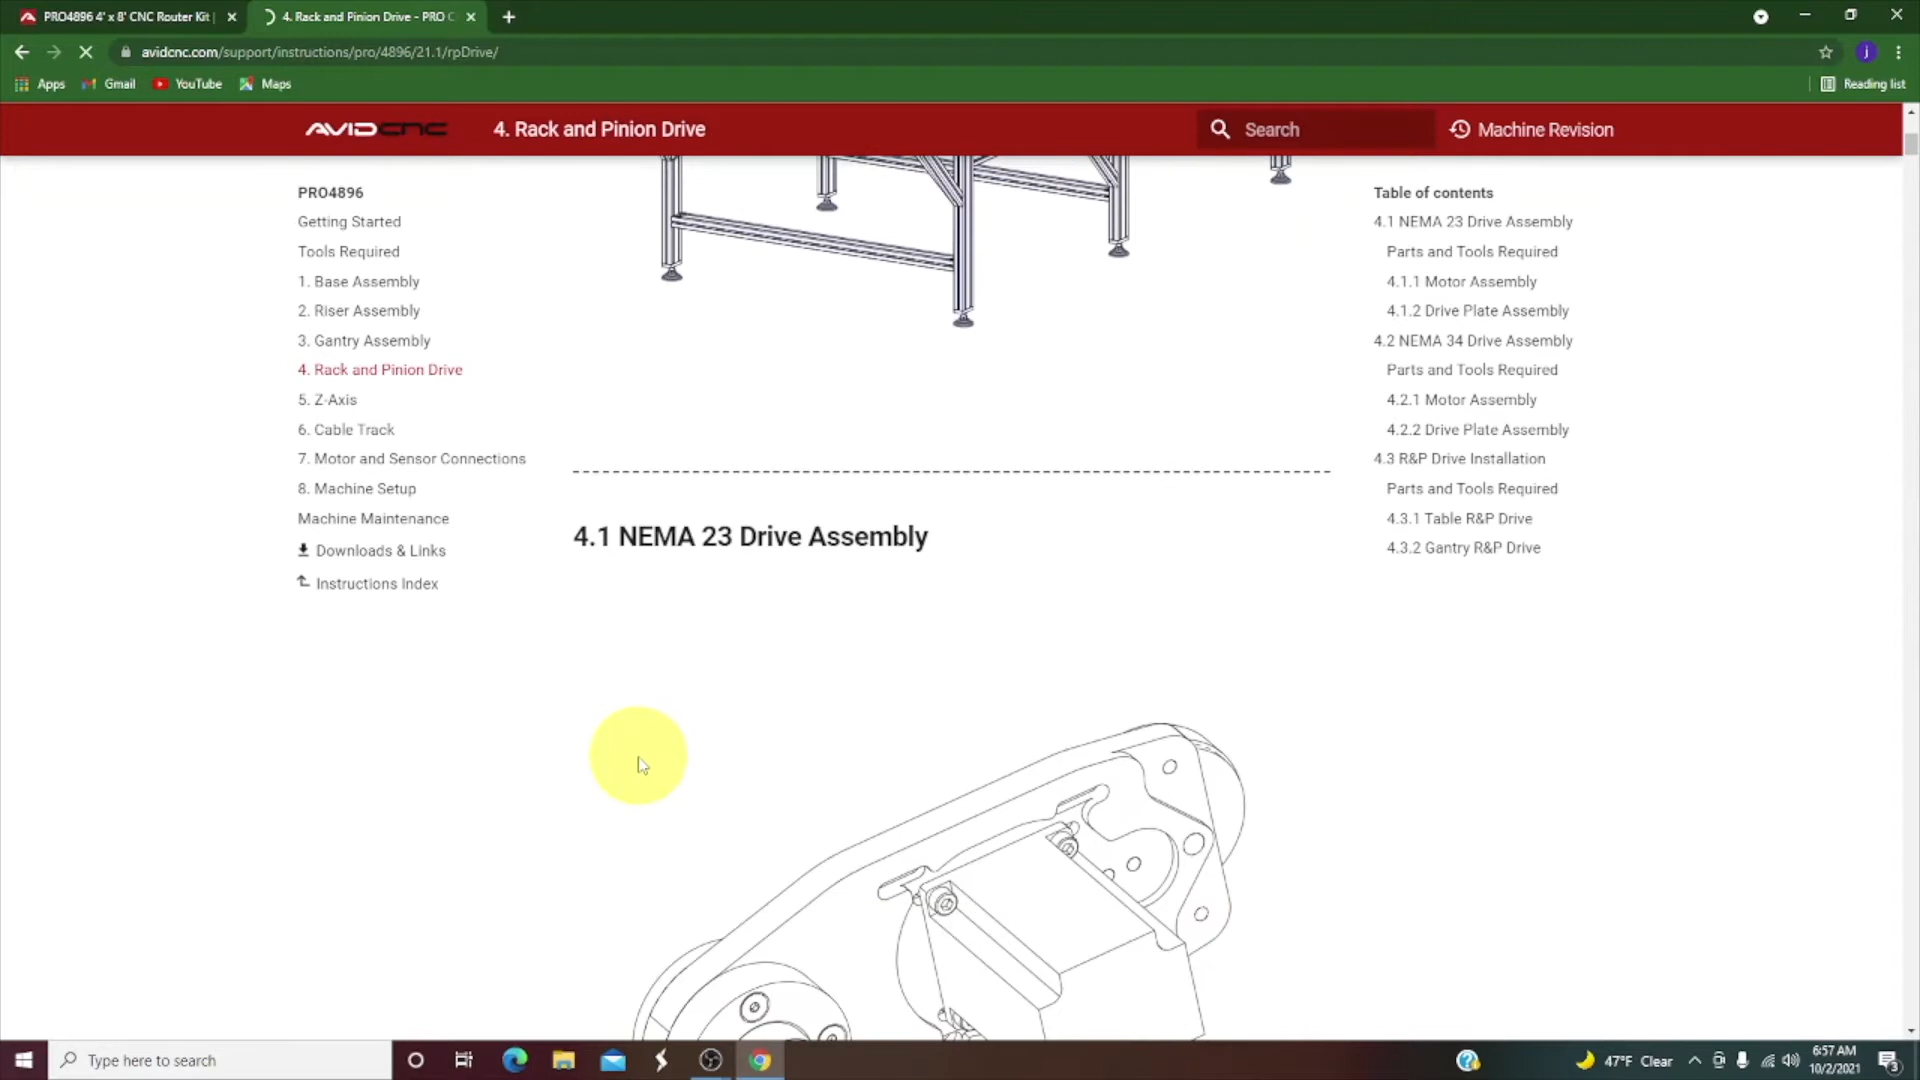 PRO4896 4' x 8' CNC Router Kit |
4. Rack and Pinion Drive - PRO C
avidcnc.com/support/instructions/pro/4896/21.1/rpDrive/
j
Apps
Gmail
YouTube
Maps
Reading list
AVIDCNC
4. Rack and Pinion Drive
Search
Machine Revision
PRO4896
Getting Started
Tools Required
1. Base Assembly
2. Riser Assembly
3. Gantry Assembly
4. Rack and Pinion Drive
5. Z-Axis
6. Cable Track
7. Motor and Sensor Connections
8. Machine Setup
Machine Maintenance
Downloads & Links
Instructions Index
4.1 NEMA 23 Drive Assembly
Table of contents
4.1 NEMA 23 Drive Assembly
Parts and Tools Required
4.1.1 Motor Assembly
4.1.2 Drive Plate Assembly
4.2 NEMA 34 Drive Assembly
Parts and Tools Required
4.2.1 Motor Assembly
4.2.2 Drive Plate Assembly
4.3 R&P Drive Installation
Parts and Tools Required
4.3.1 Table R&P Drive
4.3.2 Gantry R&P Drive
Type here to search
47°F Clear
6:57 AM
10/2/2021
3